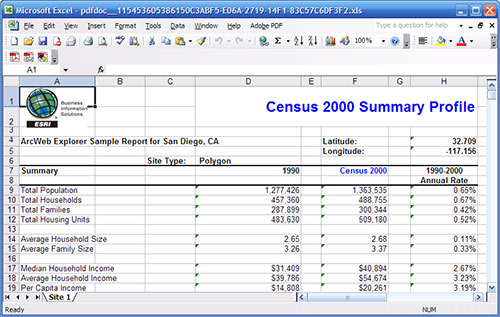 Microsoft Excel - pdfdoc__115453605386150C3ABF5-E06A-2719-14F1-83C57C6DF3F2.xls
File Edit View Insert Format Tools Data Window Help Adobe PDF
100%
A1 fx
A B C D E F G H
1 Business Information Solutions Census 2000 Summary Profile
2 ESRI
3
4 ArcWeb Explorer Sample Report for San Diego, CA Latitude: 32.709
5 Longitude: -117.156
6 Site Type: Polygon
7 Summary 1990 Census 2000 1990-2000
8 Annual Rate
9 Total Population 1,277,426 1,363,535 0.65%
10 Total Households 457,360 488,755 0.67%
11 Total Families 287,899 300,344 0.42%
12 Total Housing Units 483,630 509,180 0.52%
13
14 Average Household Size 2.65 2.68 0.11%
15 Average Family Size 3.26 3.37 0.33%
16
17 Median Household Income $31,409 $40,894 2.67%
18 Average Household Income $39,786 $54,674 3.23%
19 Per Capita Income $14,808 $20,261 3.19%
Site 1
Ready NUM